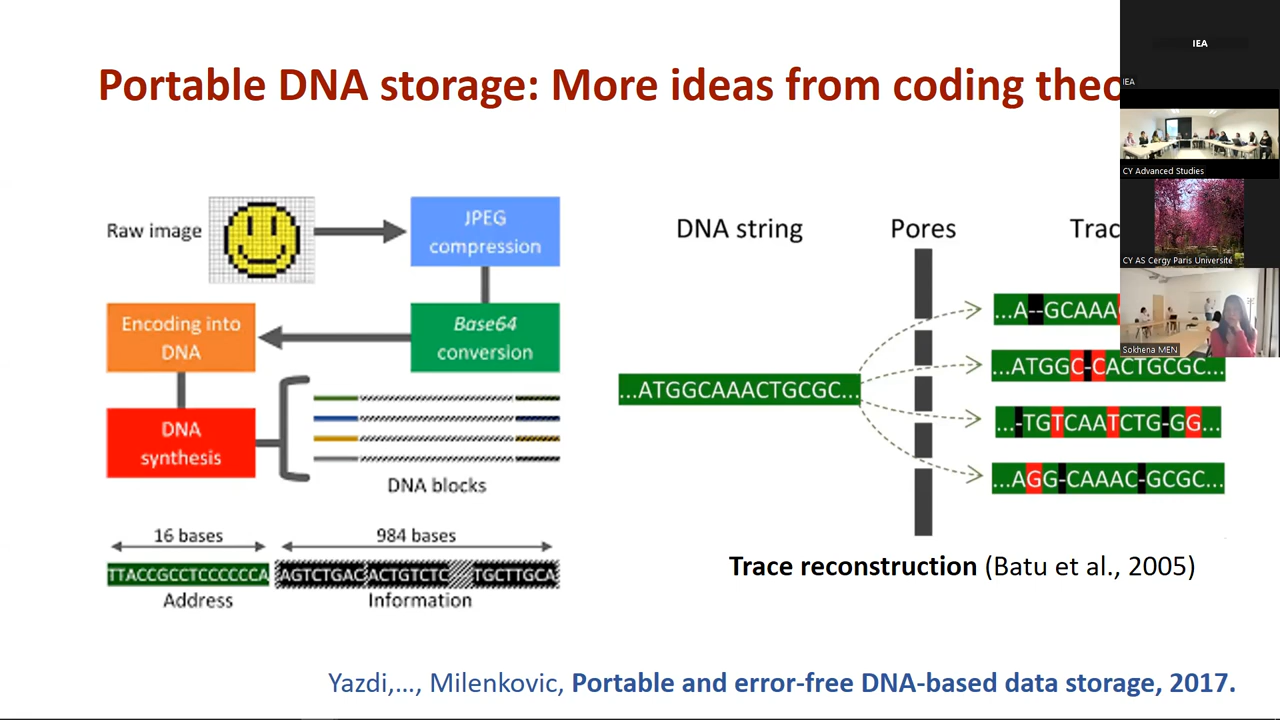 Portable DNA storage: More ideas from coding theo
IEA
IEA
CY Advanced Studies
CY AS Cergy Paris Université
Sokhena MEN
Raw image
JPEG
compression
Base64
conversion
Encoding into
DNA
DNA
synthesis
DNA blocks
16 bases
984 bases
TTACCGCCTCCCCCCA
AGTCTGAC ACTGTCTC TGCTTGCA
Address
Information
DNA string
Pores
Trac
...ATGGCAAACTGCGC...
...A--GCAAA
...ATGGC-CACTGCGC...
...-TGTCAATCTG-GG...
...AGG-CAAAC-GCGC...
Trace reconstruction (Batu et al., 2005)
Yazdi,..., Milenkovic, Portable and error-free DNA-based data storage, 2017.